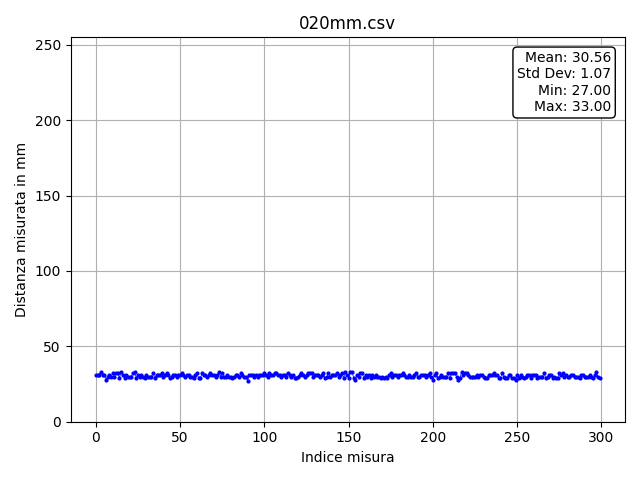 020mm.csv
250
200
150
100
50
0
Distanza misurata in mm
Mean: 30.56
Std Dev: 1.07
Min: 27.00
Max: 33.00
0 50 100 150 200 250 300
Indice misura